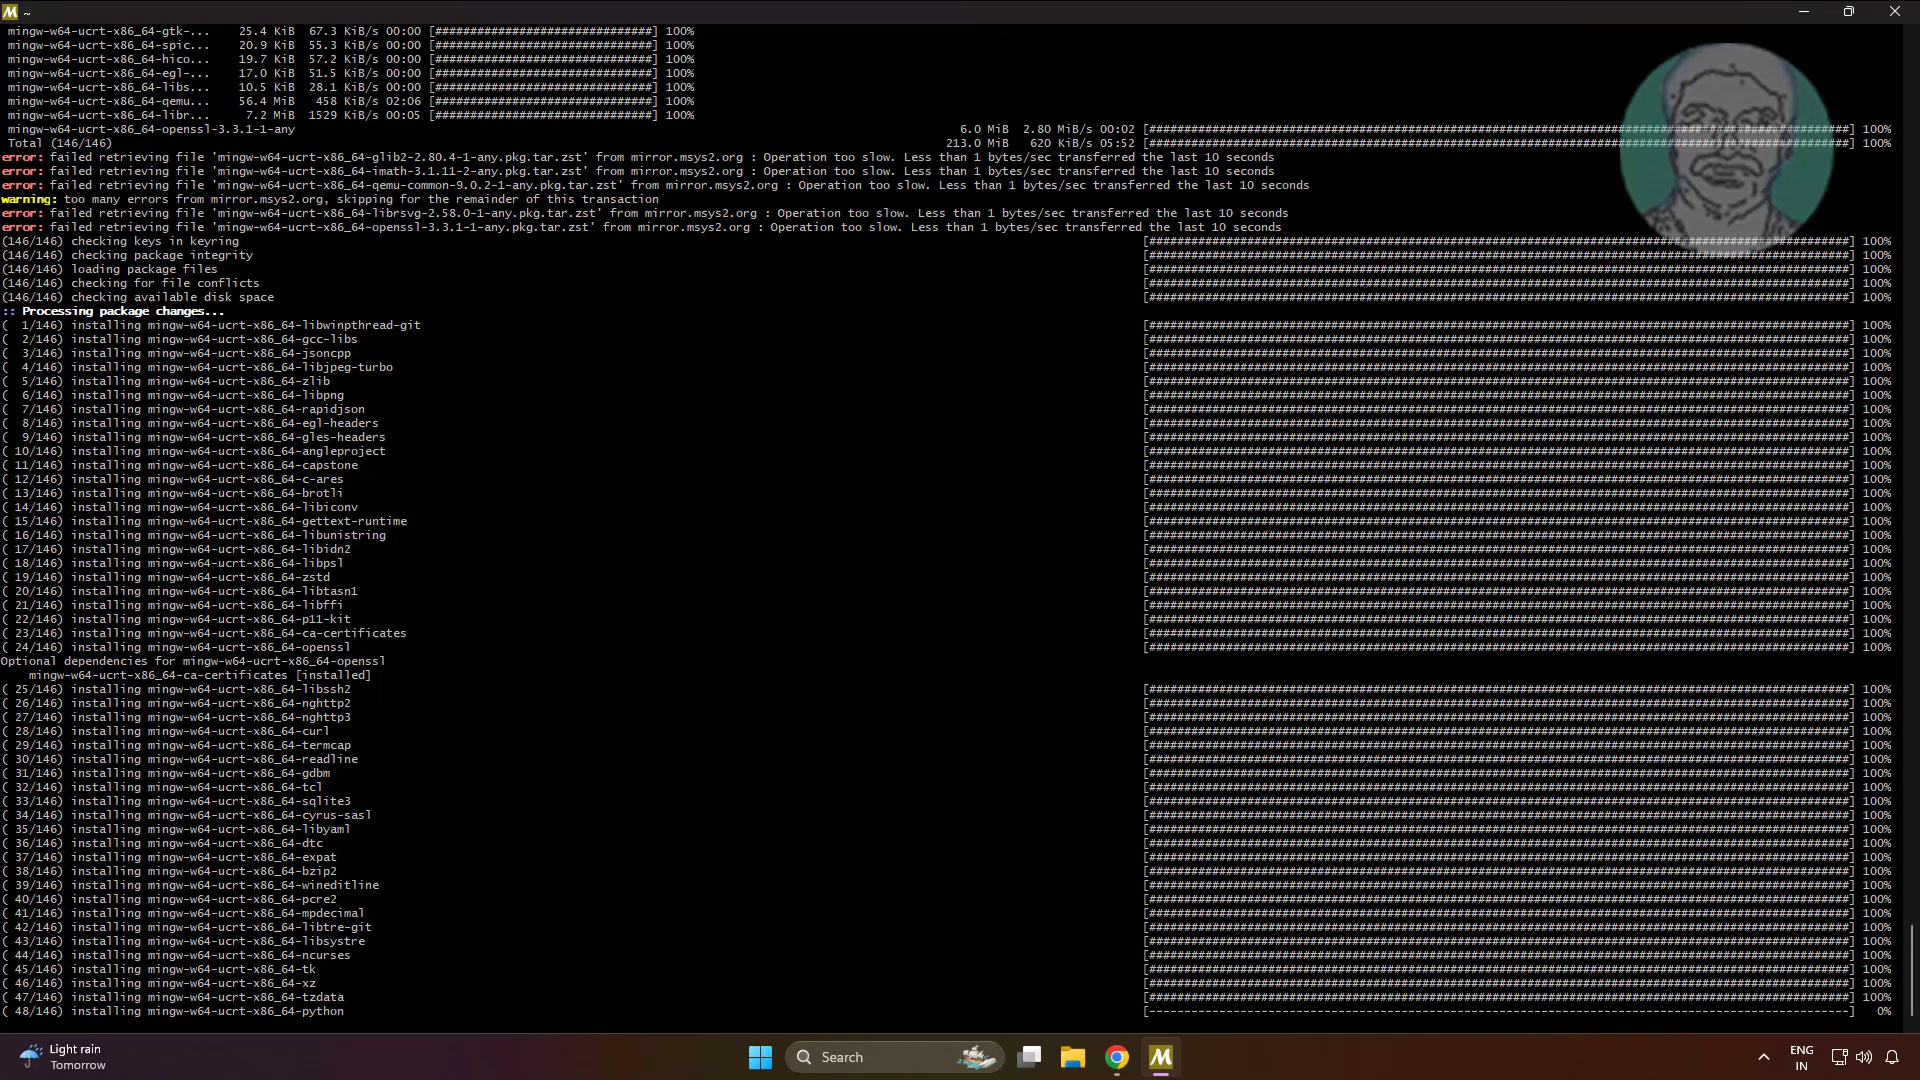 M ~
mingw-w64-ucrt-x86_64-gtk-... 25.4 KiB 67.3 KiB/s 00:00 [###############################] 100%
mingw-w64-ucrt-x86_64-spic... 20.9 KiB 55.3 KiB/s 00:00 [###############################] 100%
mingw-w64-ucrt-x86_64-hico... 19.7 KiB 57.2 KiB/s 00:00 [###############################] 100%
mingw-w64-ucrt-x86_64-egl-... 17.0 KiB 51.5 KiB/s 00:00 [###############################] 100%
mingw-w64-ucrt-x86_64-libs... 10.5 KiB 28.1 KiB/s 00:00 [###############################] 100%
mingw-w64-ucrt-x86_64-qemu... 56.4 MiB 458 KiB/s 02:06 [###############################] 100%
mingw-w64-ucrt-x86_64-libr... 7.2 MiB 1529 KiB/s 00:05 [###############################] 100%
mingw-w64-ucrt-x86_64-openssl-3.3.1-1-any 6.0 MiB 2.80 MiB/s 00:02 [####################] 100%
Total (146/146) 213.0 MiB 620 KiB/s 05:52 [####################] 100%
error: failed retrieving file 'mingw-w64-ucrt-x86_64-glib2-2.80.4-1-any.pkg.tar.zst' from mirror.msys2.org : Operation too slow. Less than 1 bytes/sec transferred the last 10 seconds
error: failed retrieving file 'mingw-w64-ucrt-x86_64-imath-3.1.11-2-any.pkg.tar.zst' from mirror.msys2.org : Operation too slow. Less than 1 bytes/sec transferred the last 10 seconds
error: failed retrieving file 'mingw-w64-ucrt-x86_64-qemu-common-9.0.2-1-any.pkg.tar.zst' from mirror.msys2.org : Operation too slow. Less than 1 bytes/sec transferred the last 10 seconds
warning: too many errors from mirror.msys2.org, skipping for the remainder of this transaction
error: failed retrieving file 'mingw-w64-ucrt-x86_64-librsvg-2.58.0-1-any.pkg.tar.zst' from mirror.msys2.org : Operation too slow. Less than 1 bytes/sec transferred the last 10 seconds
error: failed retrieving file 'mingw-w64-ucrt-x86_64-openssl-3.3.1-1-any.pkg.tar.zst' from mirror.msys2.org : Operation too slow. Less than 1 bytes/sec transferred the last 10 seconds
(146/146) checking keys in keyring [####################] 100%
(146/146) checking package integrity [####################] 100%
(146/146) loading package files [####################] 100%
(146/146) checking for file conflicts [####################] 100%
(146/146) checking available disk space [####################] 100%
:: Processing package changes...
( 1/146) installing mingw-w64-ucrt-x86_64-libwinpthread-git [####################] 100%
( 2/146) installing mingw-w64-ucrt-x86_64-gcc-libs [####################] 100%
( 3/146) installing mingw-w64-ucrt-x86_64-jsoncpp [####################] 100%
( 4/146) installing mingw-w64-ucrt-x86_64-libjpeg-turbo [####################] 100%
( 5/146) installing mingw-w64-ucrt-x86_64-zlib [####################] 100%
( 6/146) installing mingw-w64-ucrt-x86_64-libpng [####################] 100%
( 7/146) installing mingw-w64-ucrt-x86_64-rapidjson [####################] 100%
( 8/146) installing mingw-w64-ucrt-x86_64-egl-headers [####################] 100%
( 9/146) installing mingw-w64-ucrt-x86_64-gles-headers [####################] 100%
( 10/146) installing mingw-w64-ucrt-x86_64-angleproject [####################] 100%
( 11/146) installing mingw-w64-ucrt-x86_64-capstone [####################] 100%
( 12/146) installing mingw-w64-ucrt-x86_64-c-ares [####################] 100%
( 13/146) installing mingw-w64-ucrt-x86_64-brotli [####################] 100%
( 14/146) installing mingw-w64-ucrt-x86_64-libiconv [####################] 100%
( 15/146) installing mingw-w64-ucrt-x86_64-gettext-runtime [####################] 100%
( 16/146) installing mingw-w64-ucrt-x86_64-libunistring [####################] 100%
( 17/146) installing mingw-w64-ucrt-x86_64-libidn2 [####################] 100%
( 18/146) installing mingw-w64-ucrt-x86_64-libpsl [####################] 100%
( 19/146) installing mingw-w64-ucrt-x86_64-zstd [####################] 100%
( 20/146) installing mingw-w64-ucrt-x86_64-libtasn1 [####################] 100%
( 21/146) installing mingw-w64-ucrt-x86_64-libffi [####################] 100%
( 22/146) installing mingw-w64-ucrt-x86_64-p11-kit [####################] 100%
( 23/146) installing mingw-w64-ucrt-x86_64-ca-certificates [####################] 100%
( 24/146) installing mingw-w64-ucrt-x86_64-openssl [####################] 100%
Optional dependencies for mingw-w64-ucrt-x86_64-openssl
mingw-w64-ucrt-x86_64-ca-certificates [installed]
( 25/146) installing mingw-w64-ucrt-x86_64-libssh2 [####################] 100%
( 26/146) installing mingw-w64-ucrt-x86_64-nghttp2 [####################] 100%
( 27/146) installing mingw-w64-ucrt-x86_64-nghttp3 [####################] 100%
( 28/146) installing mingw-w64-ucrt-x86_64-curl [####################] 100%
( 29/146) installing mingw-w64-ucrt-x86_64-termcap [####################] 100%
( 30/146) installing mingw-w64-ucrt-x86_64-readline [####################] 100%
( 31/146) installing mingw-w64-ucrt-x86_64-gdbm [####################] 100%
( 32/146) installing mingw-w64-ucrt-x86_64-tcl [####################] 100%
( 33/146) installing mingw-w64-ucrt-x86_64-sqlite3 [####################] 100%
( 34/146) installing mingw-w64-ucrt-x86_64-cyrus-sasl [####################] 100%
( 35/146) installing mingw-w64-ucrt-x86_64-libyaml [####################] 100%
( 36/146) installing mingw-w64-ucrt-x86_64-dtc [####################] 100%
( 37/146) installing mingw-w64-ucrt-x86_64-expat [####################] 100%
( 38/146) installing mingw-w64-ucrt-x86_64-bzip2 [####################] 100%
( 39/146) installing mingw-w64-ucrt-x86_64-wineditline [####################] 100%
( 40/146) installing mingw-w64-ucrt-x86_64-pcre2 [####################] 100%
( 41/146) installing mingw-w64-ucrt-x86_64-mpdecimal [####################] 100%
( 42/146) installing mingw-w64-ucrt-x86_64-libtre-git [####################] 100%
( 43/146) installing mingw-w64-ucrt-x86_64-libsystre [####################] 100%
( 44/146) installing mingw-w64-ucrt-x86_64-ncurses [####################] 100%
( 45/146) installing mingw-w64-ucrt-x86_64-tk [####################] 100%
( 46/146) installing mingw-w64-ucrt-x86_64-xz [####################] 100%
( 47/146) installing mingw-w64-ucrt-x86_64-tzdata [####################] 100%
( 48/146) installing mingw-w64-ucrt-x86_64-python [--------------------] 0%
Light rain
Tomorrow
Search
M
ENG
IN